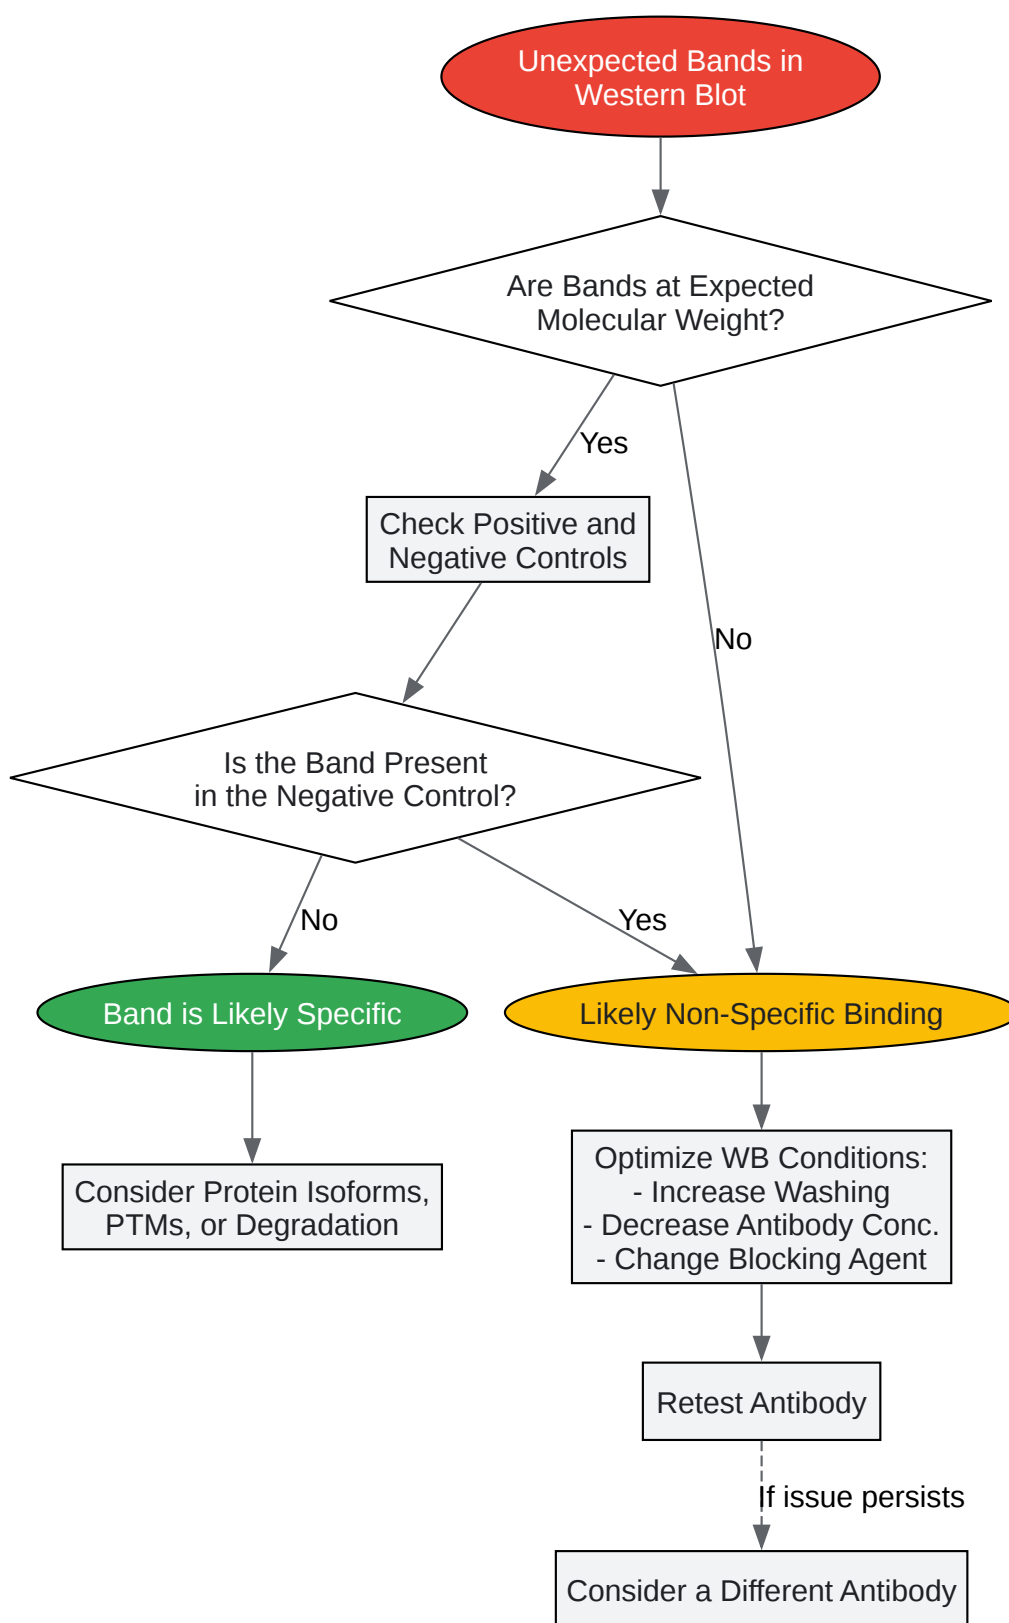 Unexpected Bands in
Western Blot
Are Bands at Expected
Molecular Weight?
Yes
Check Positive and
Negative Controls
No
Is the Band Present
in the Negative Control?
No
Yes
Band is Likely Specific
Likely Non-Specific Binding
Consider Protein Isoforms,
PTMs, or Degradation
Optimize WB Conditions:
- Increase Washing
- Decrease Antibody Conc.
- Change Blocking Agent
Retest Antibody
If issue persists
Consider a Different Antibody